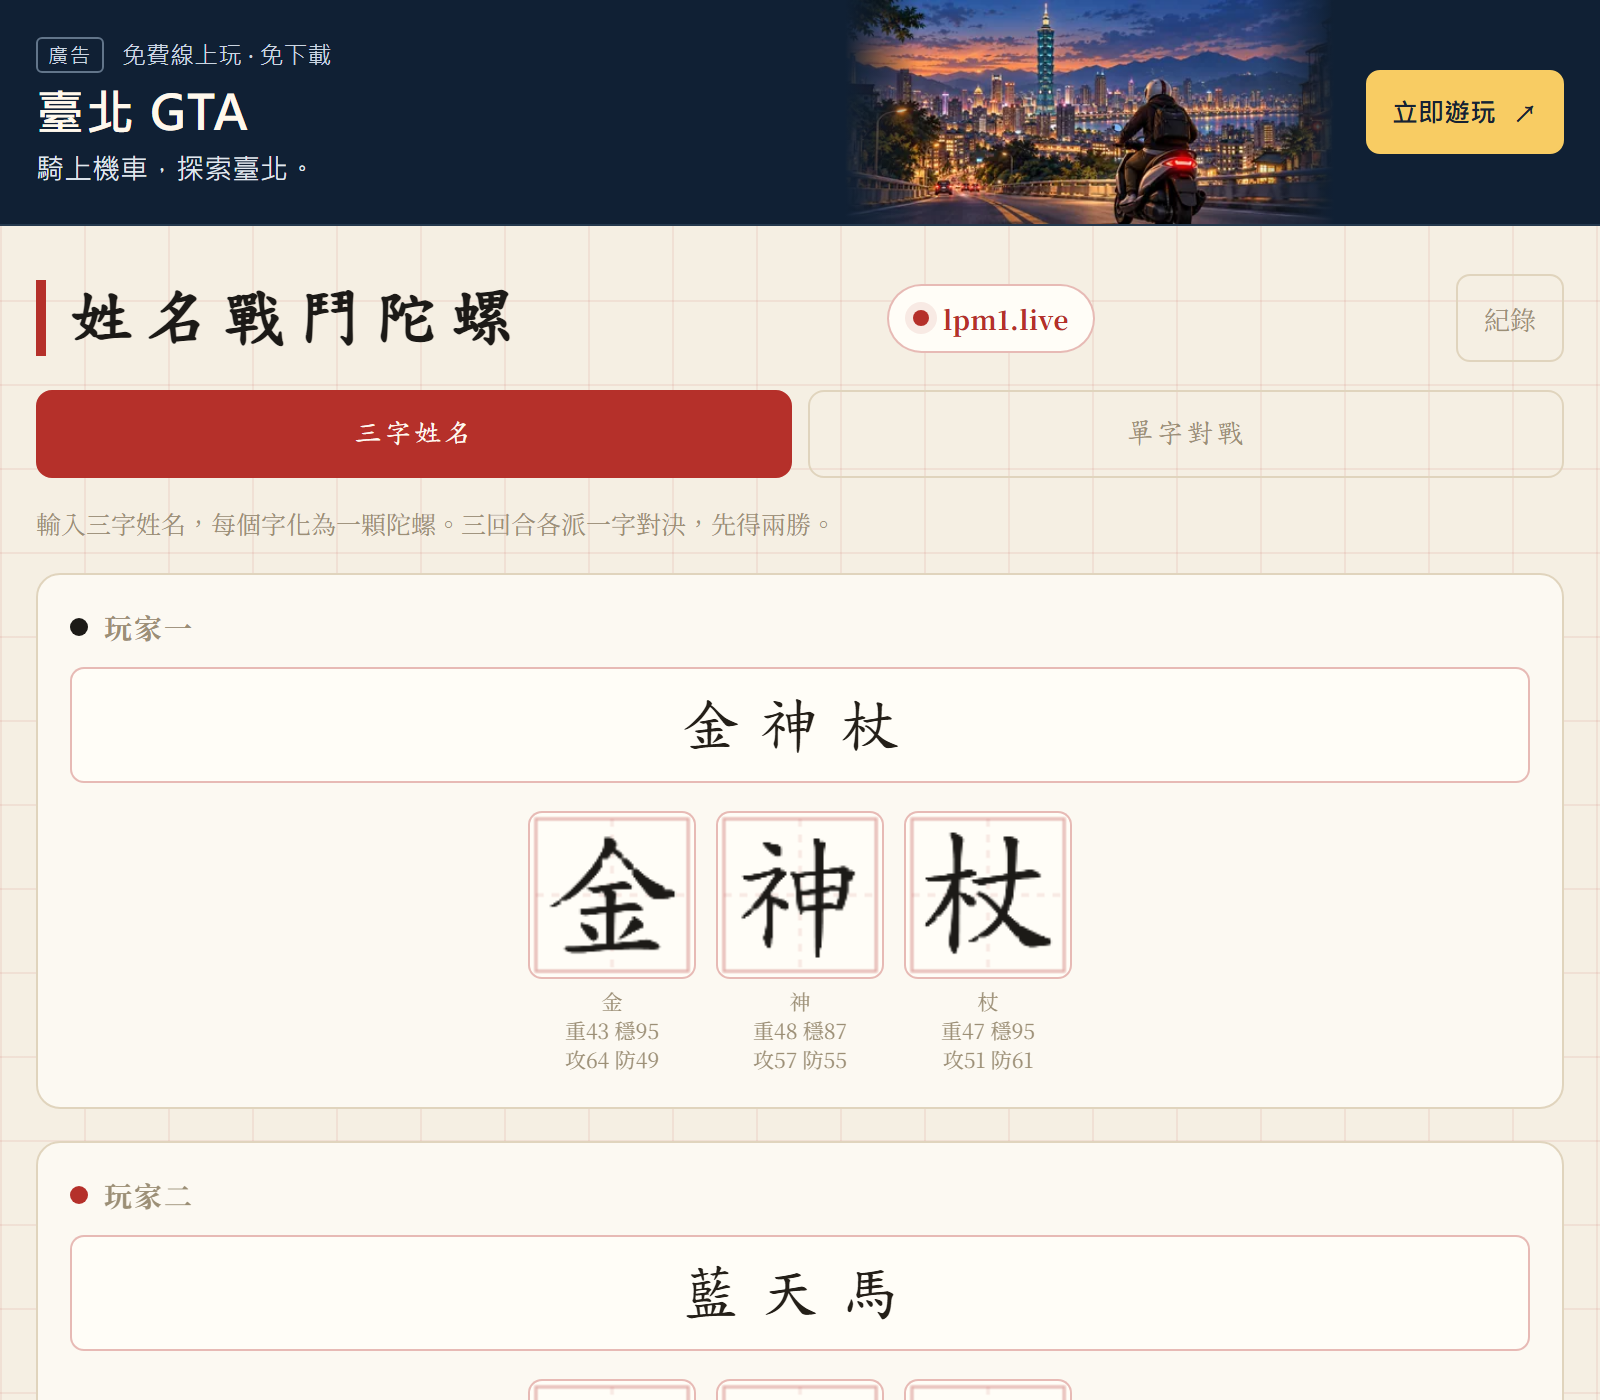 廣告 免費線上玩·免下載
臺北 GTA
騎上機車，探索臺北。
立即遊玩 ↗
姓名戰鬥陀螺
lpm1.live
紀錄
三字姓名
單字對戰
輸入三字姓名，每個字化為一顆陀螺。三回合各派一字對決，先得兩勝。
玩家一
金神杖
金 神 杖
金 神 杖
重43 穩95 重48 穩87 重47 穩95
攻64 防49 攻57 防55 攻51 防61
玩家二
藍天馬